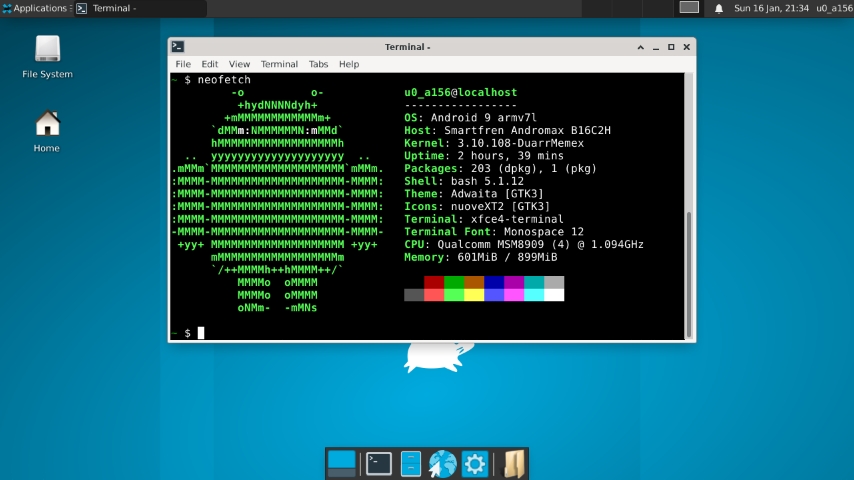 Applications
Terminal -
Sun 16 Jan, 21:34
u0_a156
File System
Home
Terminal -
File Edit View Terminal Tabs Help
~ $ neofetch
-o o-
+hydNNNNdyh+
+mMMMMMMMMMMMMm+
`dMMm:NMMMMMMN:mMMd`
hMMMMMMMMMMMMMMMMMMh
.. yyyyyyyyyyyyyyyyyyyy ..
.mMMm`MMMMMMMMMMMMMMMMMMMM`mMMm.
:MMMM-MMMMMMMMMMMMMMMMMMMM-MMMM:
:MMMM-MMMMMMMMMMMMMMMMMMMM-MMMM:
:MMMM-MMMMMMMMMMMMMMMMMMMM-MMMM:
:MMMM-MMMMMMMMMMMMMMMMMMMM-MMMM:
-MMMM-MMMMMMMMMMMMMMMMMMMM-MMMM-
+yy+ MMMMMMMMMMMMMMMMMMMM +yy+
mMMMMMMMMMMMMMMMMMMm
`/++MMMMh++hMMMM++/`
MMMMo oMMMM
MMMMo oMMMM
oNMm- -mMNs
u0_a156@localhost
-----------------
OS: Android 9 armv7l
Host: Smartfren Andromax B16C2H
Kernel: 3.10.108-DuarrMemex
Uptime: 2 hours, 39 mins
Packages: 203 (dpkg), 1 (pkg)
Shell: bash 5.1.12
Theme: Adwaita [GTK3]
Icons: nuoveXT2 [GTK3]
Terminal: xfce4-terminal
Terminal Font: Monospace 12
CPU: Qualcomm MSM8909 (4) @ 1.094GHz
Memory: 601MiB / 899MiB
~ $